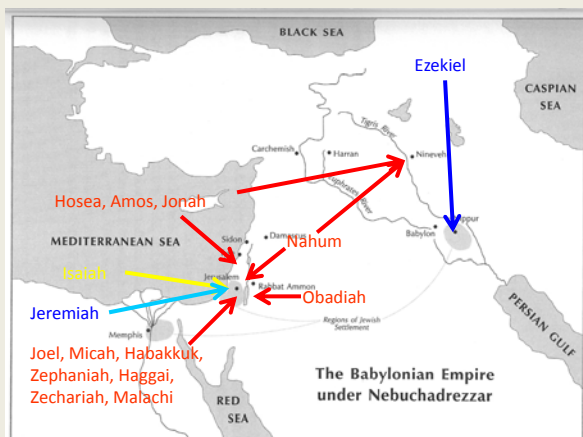 BLACK SEA
Ezekiel
CASPIAN
SEA
Tigris River
Carchemish
Harran
Nineveh
Hosea, Amos, Jonah
Euphrates River
MEDITERRANEAN SEA
Sidon
Damascus
Nahum
Babylon
Isaiah
Jerusalem
Rabbat Ammon
Obadiah
Jeremiah
Regions of Jewish
Settlement
Memphis
PERSIAN GULF
Joel, Micah, Habakkuk,
Zephaniah, Haggai,
Zechariah, Malachi
The Babylonian Empire
under Nebuchadrezzar
RED
SEA